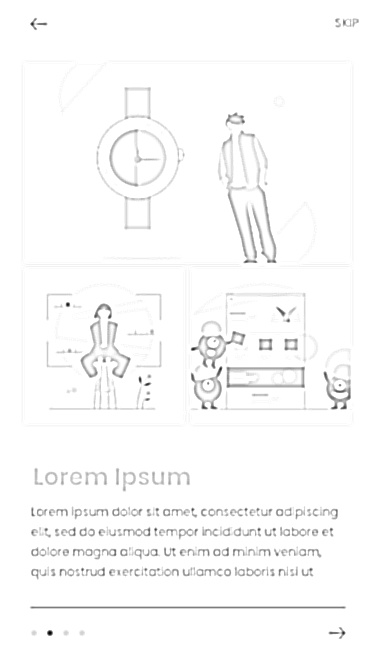 SKIP
Lorem Ipsum
Lorem ipsum dolor sit amet, consectetur adipiscing
elit, sed do eiusmod tempor incididunt ut labore et
dolore magna aliqua. Ut enim ad minim veniam,
quis nostrud exercitation ullamco laboris nisi ut